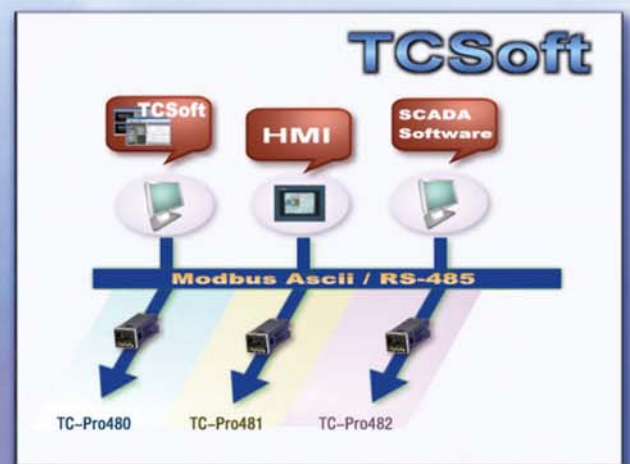 TCSoft
TCSoft
HMI
SCADA
Software
Modbus Ascii / RS-485
TC-Pro480
TC-Pro481
TC-Pro482